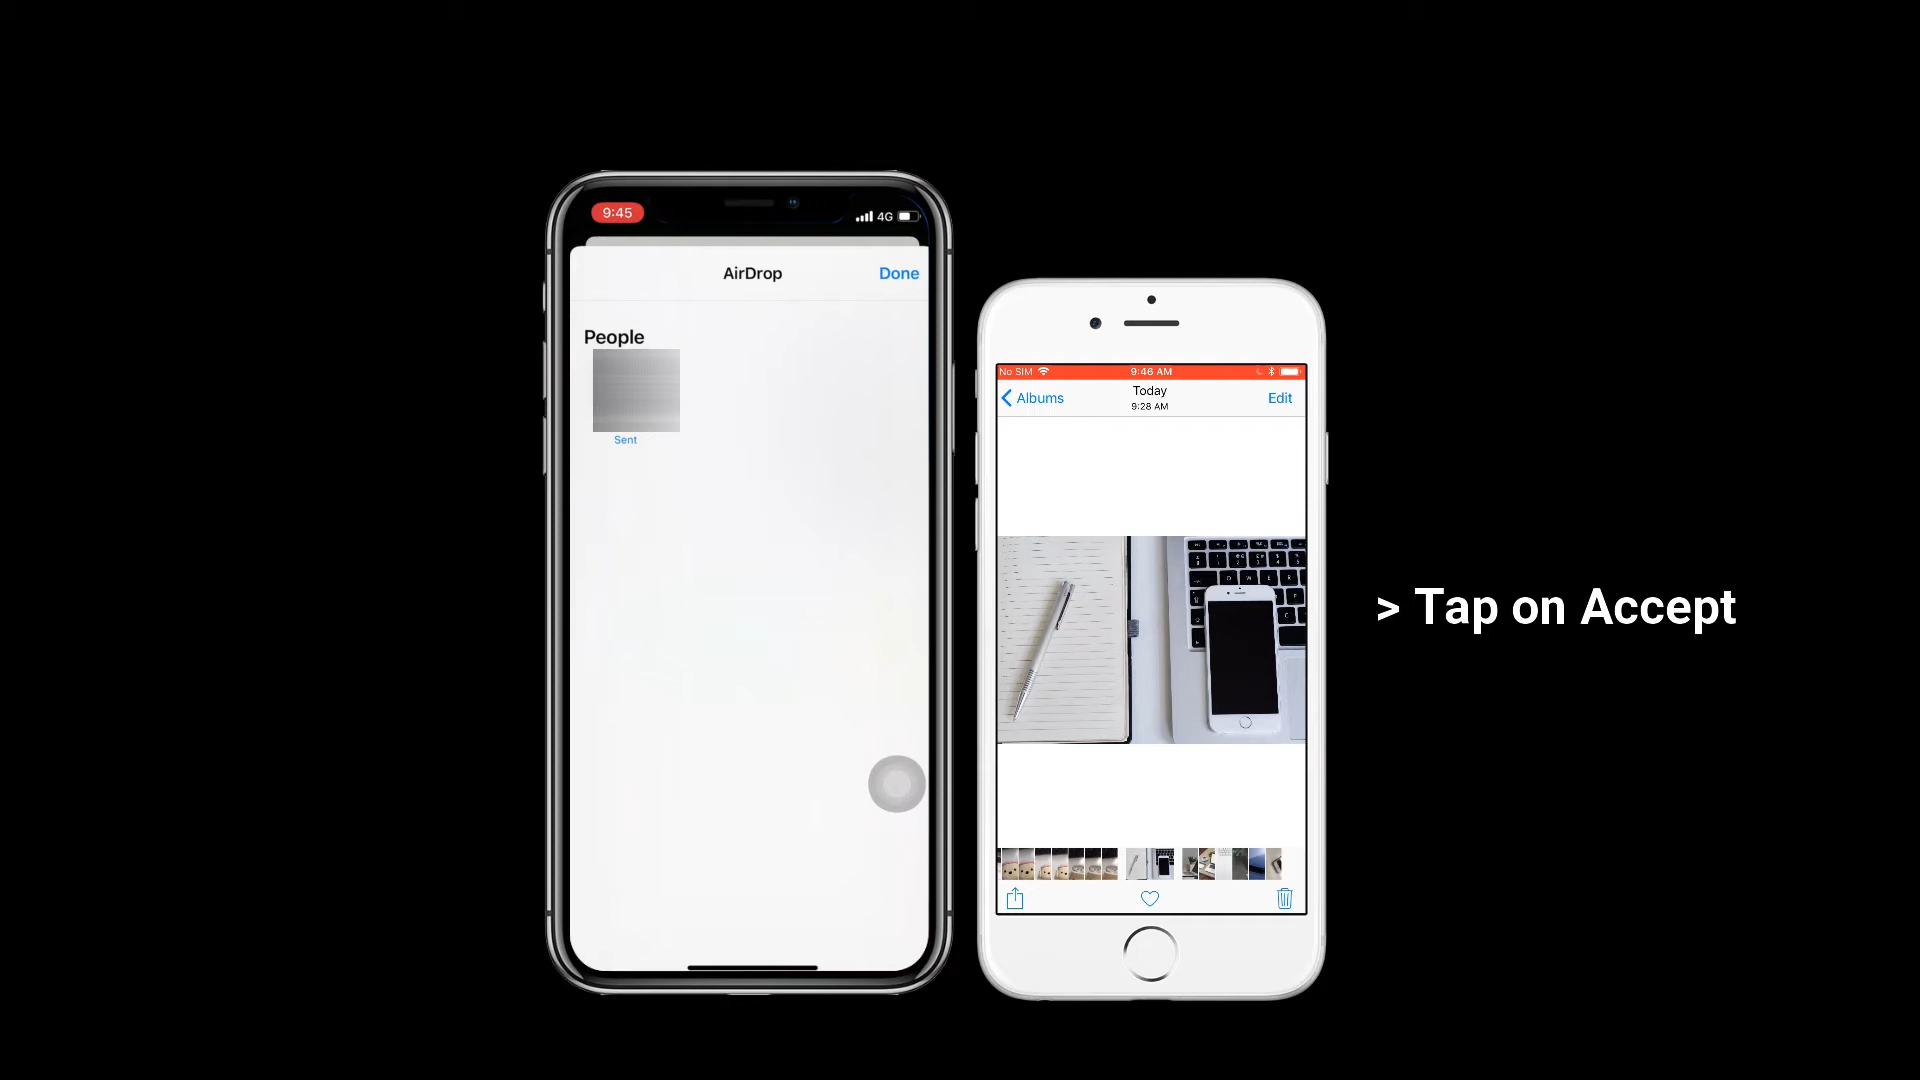 9:45
4G
AirDrop
Done
People
Sent
No SIM
9:46 AM
Albums
Today
9:28 AM
Edit
> Tap on Accept